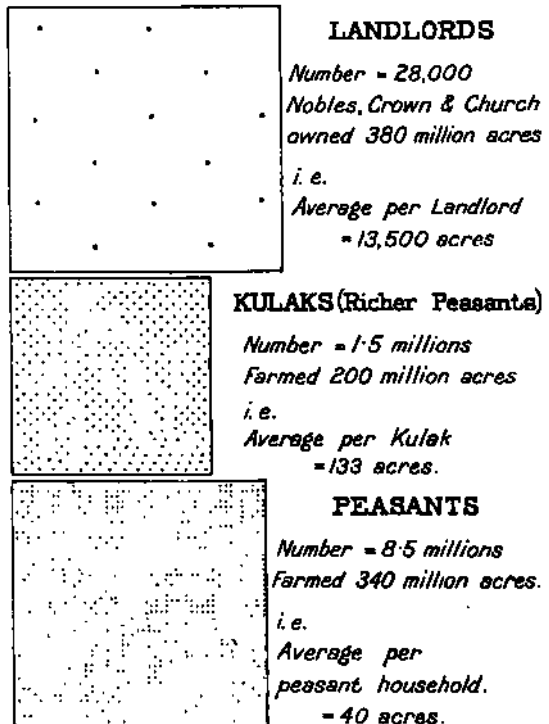 LANDLORDS
Number = 28,000
Nobles, Crown & Church
owned 380 million acres
i.e.
Average per Landlord
= 13,500 acres
KULAKS (Richer Peasants)
Number = 1·5 millions
Farmed 200 million acres
i.e.
Average per Kulak
= 133 acres.
PEASANTS
Number = 8·5 millions
Farmed 340 million acres.
i.e.
Average per
peasant household.
= 40 acres.